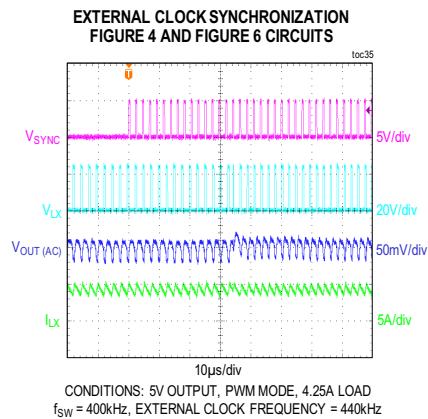 EXTERNAL CLOCK SYNCHRONIZATION
FIGURE 4 AND FIGURE 6 CIRCUITS
toc35
T
VSYNC 5V/div
VLX 20V/div
VOUT (AC) 50mV/div
ILX 5A/div
10µs/div
CONDITIONS: 5V OUTPUT, PWM MODE, 4.25A LOAD
fSW = 400kHz, EXTERNAL CLOCK FREQUENCY = 440kHz